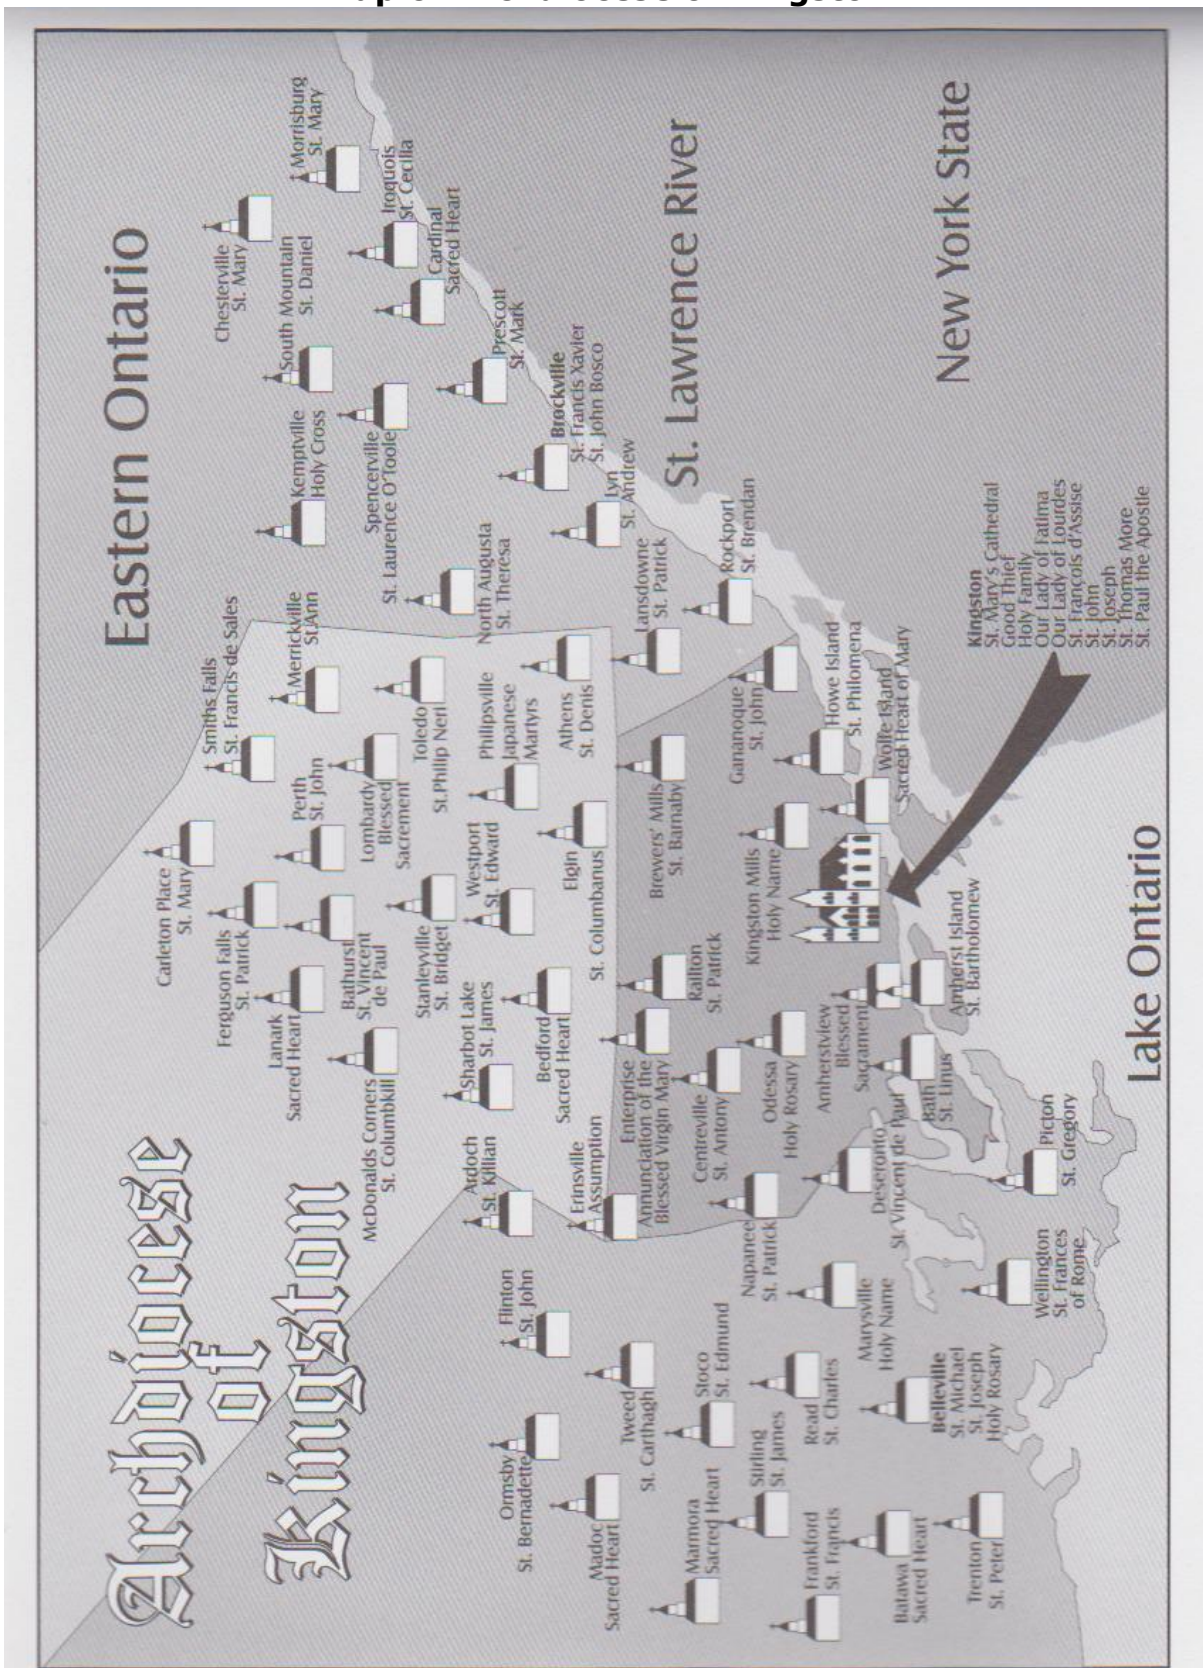 Archdiocese
of
Kingston
Eastern Ontario
Chesterville
St. Mary
Morrisburg
St. Mary
South Mountain
St. Daniel
Iroquois
St. Cecilia
Cardinal
Sacred Heart
Kemptville
Holy Cross
Spencerville
St. Laurence O'Toole
Prescott
St. Mark
Brockville
St. Francis Xavier
St. John Bosco
Lyn
St. Andrew
North Augusta
St. Theresa
Lansdowne
St. Patrick
Rockport
St. Brendan
St. Lawrence River
New York State
Smiths Falls
St. Francis de Sales
Merrickville
St. Ann
Carleton Place
St. Mary
Perth
St. John
Lombardy
Blessed
Sacrement
Toledo
St. Philip Neri
Philipsville
Japanese
Martyrs
Athens
St. Denis
Ferguson Falls
St. Patrick
Lanark
Sacred Heart
Bathurst
St. Vincent
de Paul
Stanleyville
St. Bridget
Westport
St. Edward
Elgin
St. Columbanus
McDonalds Corners
St. Columbkill
Sharbot Lake
St. James
Bedford
Sacred Heart
Ardoch
St. Killian
Erinsville
Assumption
Enterprise
Annunciation of the
Blessed Virgin Mary
Centreville
St. Antony
Odessa
Holy Rosary
Railton
St. Patrick
Brewers' Mills
St. Barnaby
Kingston Mills
Holy Name
Gananoque
St. John
Howe Island
St. Philomena
Wolfe Island
Sacred Heart of Mary
Kingston
St. Mary's Cathedral
Good Thief
Holy Family
Our Lady of Fatima
Our Lady of Lourdes
St. François d'Assise
St. John
St. Joseph
St. Thomas More
St. Paul the Apostle
Amherstview
Blessed
Sacrament
Amherst Island
St. Bartholomew
Bath
St. Linus
Lake Ontario
Napanee
St. Patrick
Deseronto
St. Vincent de Paul
Picton
St. Gregory
Wellington
St. Frances
of Rome
Marysville
Holy Name
Flinton
St. John
Ormsby
St. Bernadette
Madoc
Sacred Heart
Tweed
St. Carthagh
Stoco
St. Edmund
Read
St. Charles
Stirling
St. James
Marmora
Sacred Heart
Frankford
St. Francis
Belleville
St. Michael
St. Joseph
Holy Rosary
Batawa
Sacred Heart
Trenton
St. Peter